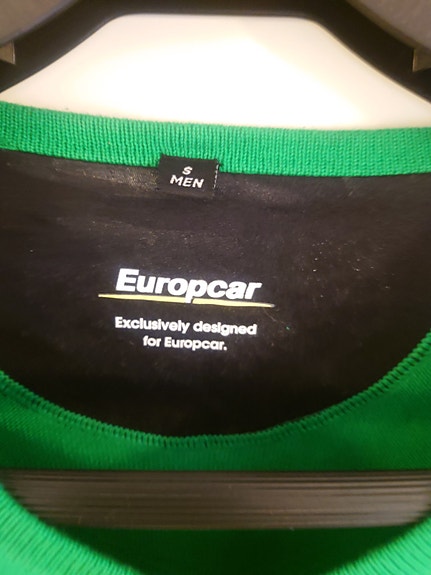 S
MEN
Europcar
Exclusively designed
for Europcar.